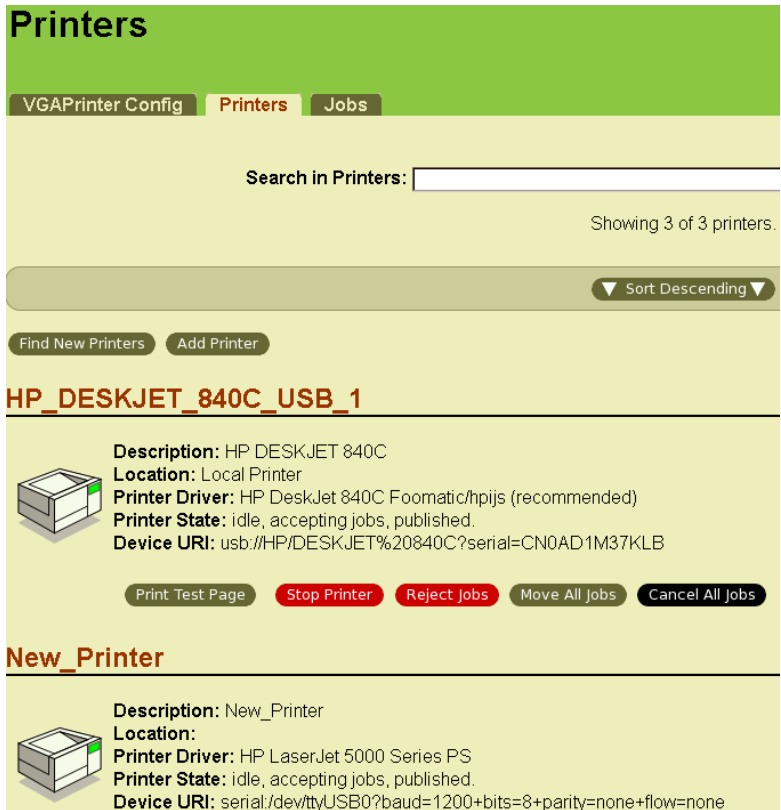 Printers
VGAPrinter Config Printers Jobs
Search in Printers:
Showing 3 of 3 printers.
▼ Sort Descending ▼
Find New Printers Add Printer
HP_DESKJET_840C_USB_1
Description: HP DESKJET 840C
Location: Local Printer
Printer Driver: HP DeskJet 840C Foomatic/hpijs (recommended)
Printer State: idle, accepting jobs, published.
Device URI: usb://HP/DESKJET%20840C?serial=CN0AD1M37KLB
Print Test Page Stop Printer Reject Jobs Move All Jobs Cancel All Jobs
New_Printer
Description: New_Printer
Location:
Printer Driver: HP LaserJet 5000 Series PS
Printer State: idle, accepting jobs, published.
Device URI: serial:/dev/ttyUSB0?baud=1200+bits=8+parity=none+flow=none